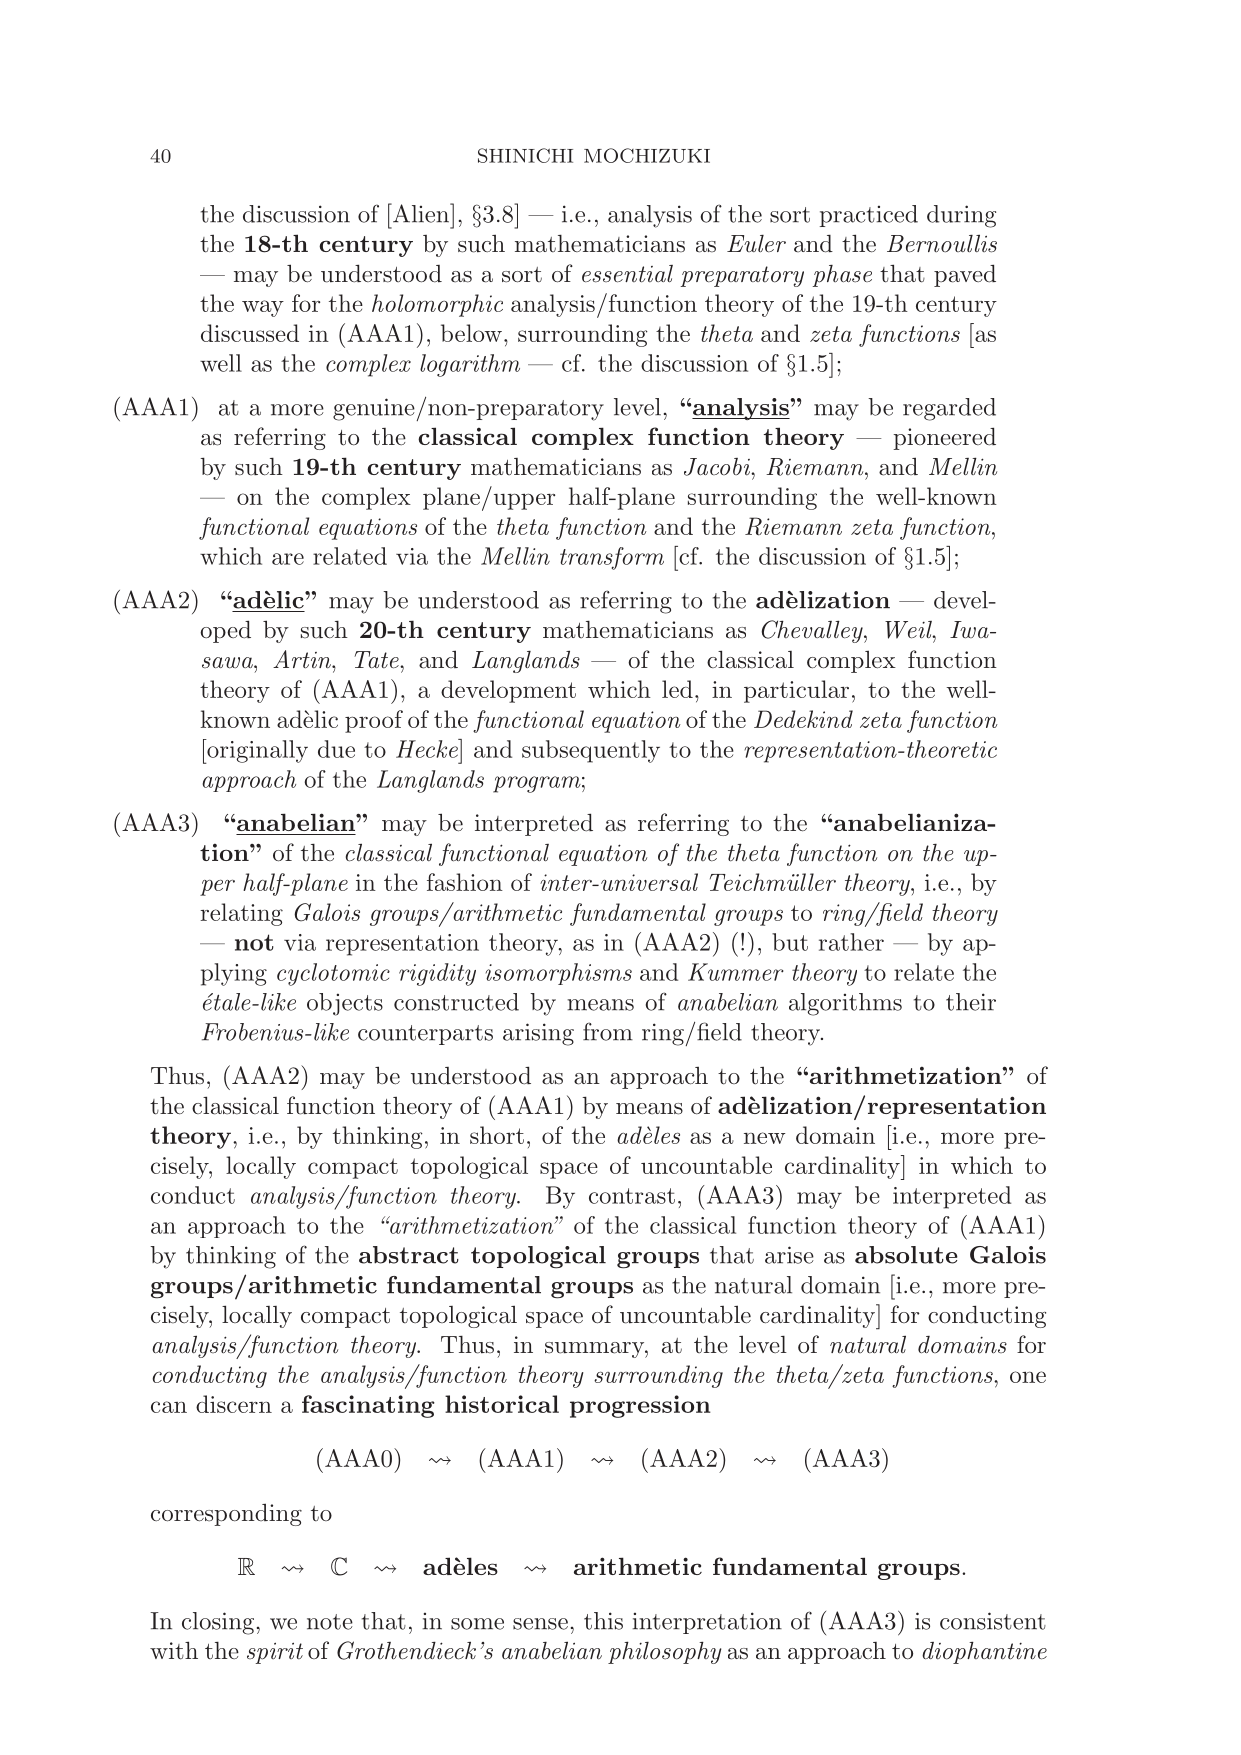 40
SHINICHI MOCHIZUKI
the discussion of [Alien], §3.8] — i.e., analysis of the sort practiced during
the 18-th century by such mathematicians as Euler and the Bernoullis
— may be understood as a sort of essential preparatory phase that paved
the way for the holomorphic analysis/function theory of the 19-th century
discussed in (AAA1), below, surrounding the theta and zeta functions [as
well as the complex logarithm — cf. the discussion of §1.5];
(AAA1) at a more genuine/non-preparatory level, “analysis” may be regarded
as referring to the classical complex function theory — pioneered
by such 19-th century mathematicians as Jacobi, Riemann, and Mellin
— on the complex plane/upper half-plane surrounding the well-known
functional equations of the theta function and the Riemann zeta function,
which are related via the Mellin transform [cf. the discussion of §1.5];
(AAA2) “adèlic” may be understood as referring to the adèlization — devel-
oped by such 20-th century mathematicians as Chevalley, Weil, Iwa-
sawa, Artin, Tate, and Langlands — of the classical complex function
theory of (AAA1), a development which led, in particular, to the well-
known adèlic proof of the functional equation of the Dedekind zeta function
[originally due to Hecke] and subsequently to the representation-theoretic
approach of the Langlands program;
(AAA3) “anabelian” may be interpreted as referring to the “anabelianiza-
tion” of the classical functional equation of the theta function on the up-
per half-plane in the fashion of inter-universal Teichmüller theory, i.e., by
relating Galois groups/arithmetic fundamental groups to ring/field theory
— not via representation theory, as in (AAA2) (!), but rather — by ap-
plying cyclotomic rigidity isomorphisms and Kummer theory to relate the
étale-like objects constructed by means of anabelian algorithms to their
Frobenius-like counterparts arising from ring/field theory.
Thus, (AAA2) may be understood as an approach to the “arithmetization” of
the classical function theory of (AAA1) by means of adèlization/representation
theory, i.e., by thinking, in short, of the adèles as a new domain [i.e., more pre-
cisely, locally compact topological space of uncountable cardinality] in which to
conduct analysis/function theory. By contrast, (AAA3) may be interpreted as
an approach to the “arithmetization” of the classical function theory of (AAA1)
by thinking of the abstract topological groups that arise as absolute Galois
groups/arithmetic fundamental groups as the natural domain [i.e., more pre-
cisely, locally compact topological space of uncountable cardinality] for conducting
analysis/function theory. Thus, in summary, at the level of natural domains for
conducting the analysis/function theory surrounding the theta/zeta functions, one
can discern a fascinating historical progression
(AAA0) ⇝ (AAA1) ⇝ (AAA2) ⇝ (AAA3)
corresponding to
ℝ ⇝ ℂ ⇝ adèles ⇝ arithmetic fundamental groups.
In closing, we note that, in some sense, this interpretation of (AAA3) is consistent
with the spirit of Grothendieck’s anabelian philosophy as an approach to diophantine